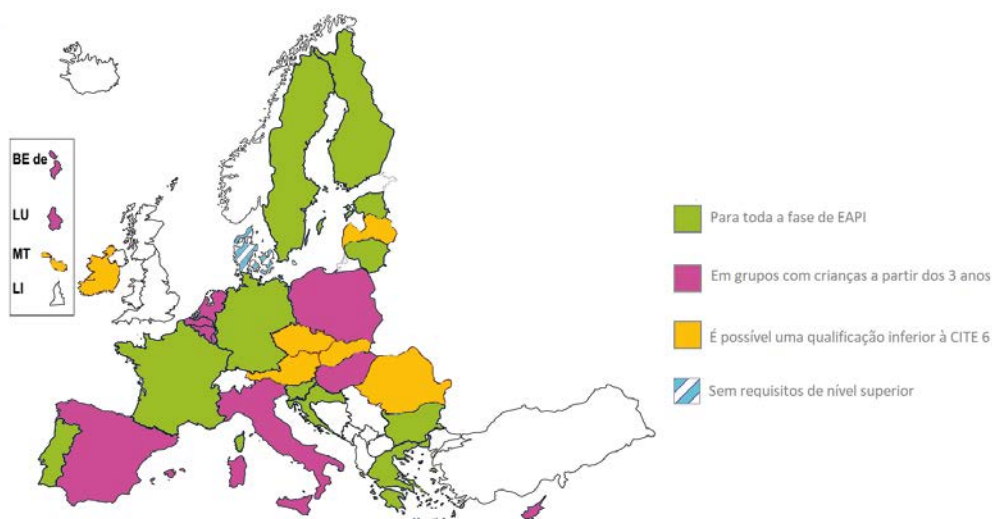 BE de
LU
MT
LI
Para toda a fase de EAPI
Em grupos com crianças a partir dos 3 anos
É possível uma qualificação inferior à CITE 6
Sem requisitos de nível superior